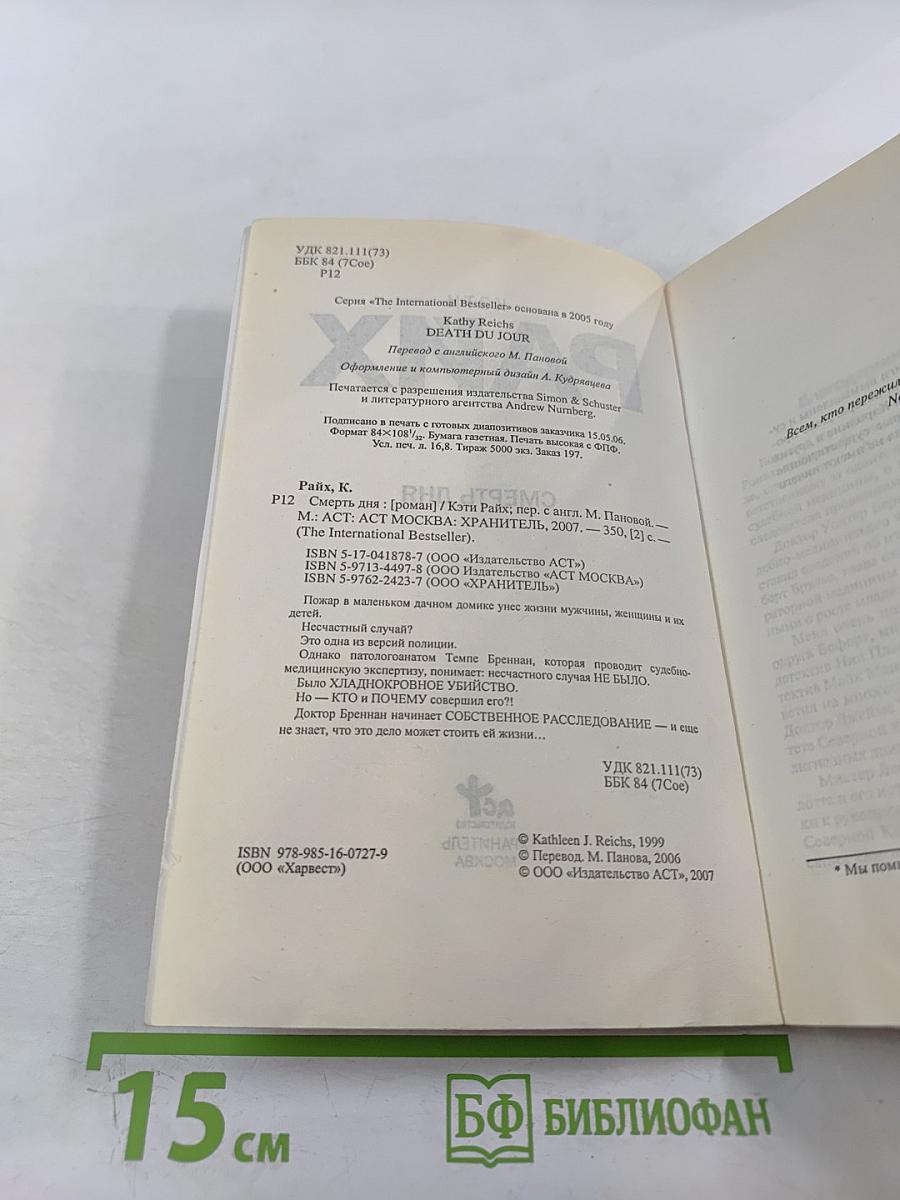 УДК 821.111(73)
ББК 84 (7Сое)
Р12
Серия «The International Bestseller» основана в 2005 году
Kathy Reichs
DEATH DU JOUR
Перевод с английского М. Пановой
Оформление и компьютерный дизайн А. Кудрявцева
Печатается с разрешения издательства Simon & Schuster
и литературного агентства Andrew Nurnberg.
Подписано в печать с готовых диапозитивов заказчика 15.05.06.
Формат 84×108¹/₃₂. Бумага газетная. Печать высокая с ФПФ.
Усл. печ. л. 16,8. Тираж 5000 экз. Заказ 197.
Райх, К.
Р12 Смерть дня : [роман] / Кэти Райх; пер. с англ. М. Пановой. —
М.: АСТ: АСТ МОСКВА: ХРАНИТЕЛЬ, 2007. — 350, [2] с. —
(The International Bestseller).
ISBN 5-17-041878-7 (ООО «Издательство АСТ»)
ISBN 5-9713-4497-8 (ООО Издательство «АСТ МОСКВА»)
ISBN 5-9762-2423-7 (ООО «ХРАНИТЕЛЬ»)
Пожар в маленьком дачном домике унес жизни мужчины, женщины и их
детей.
Несчастный случай?
Это одна из версий полиции.
Однако патологоанатом Темпе Бреннан, которая проводит судебно-
медицинскую экспертизу, понимает: несчастного случая НЕ БЫЛО.
Было ХЛАДНОКРОВНОЕ УБИЙСТВО.
Но — КТО и ПОЧЕМУ совершил его?!
Доктор Бреннан начинает СОБСТВЕННОЕ РАССЛЕДОВАНИЕ — и еще
не знает, что это дело может стоить ей жизни...
УДК 821.111(73)
ББК 84 (7Сое)
ISBN 978-985-16-0727-9
(ООО «Харвест»)
© Kathleen J. Reichs, 1999
© Перевод. М. Панова, 2006
© ООО «Издательство АСТ», 2007
Всем, кто пережил
* Мы
15 см
БФ БИБЛИОФАН